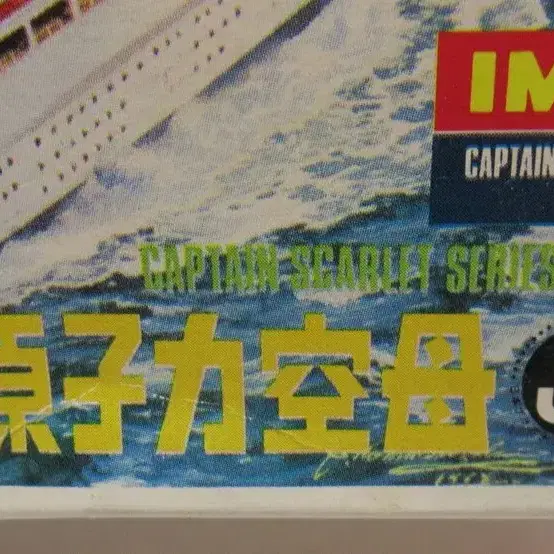 IM
CAPTAIN
CAPTAIN SCARLET SERIES
原子力空母